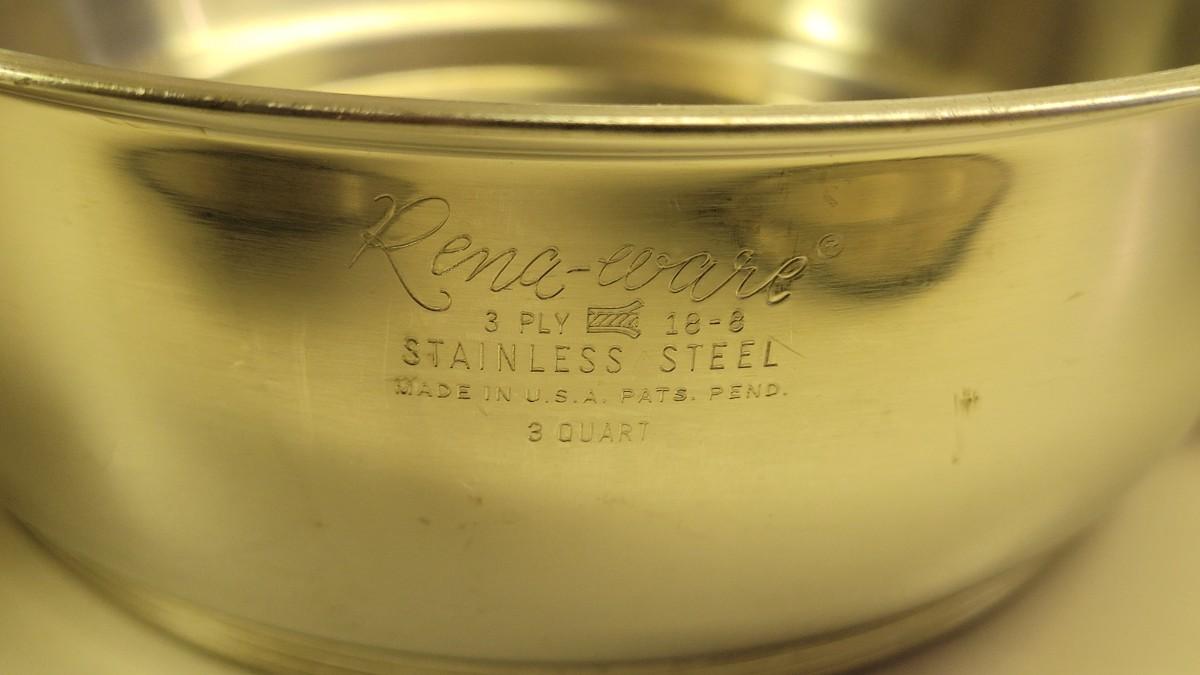 Rena-ware®
3 PLY 18-8
STAINLESS STEEL
MADE IN U.S.A. PATS. PEND.
3 QUART